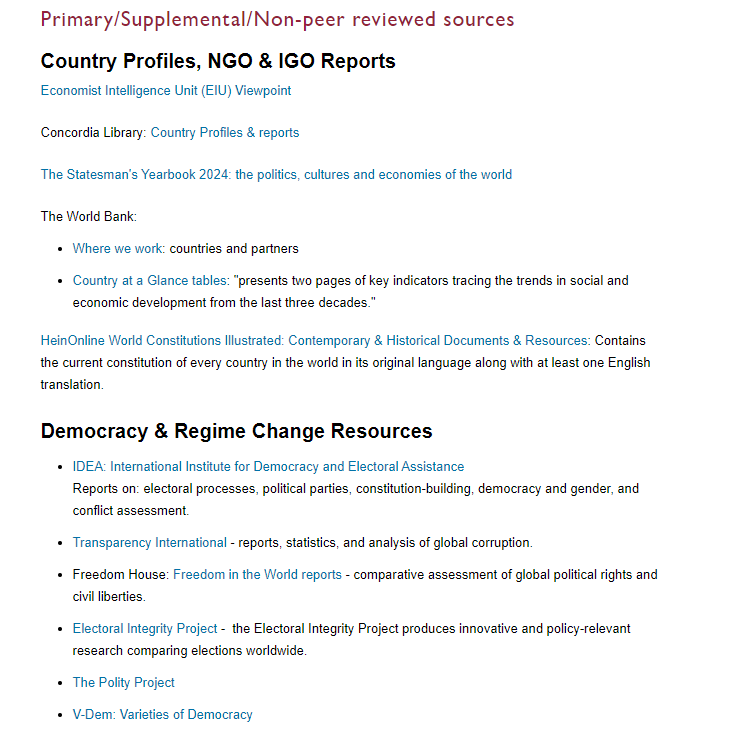 Primary/Supplemental/Non-peer reviewed sources
Country Profiles, NGO & IGO Reports
Economist Intelligence Unit (EIU) Viewpoint
Concordia Library: Country Profiles & reports
The Statesman's Yearbook 2024: the politics, cultures and economies of the world
The World Bank:
• Where we work: countries and partners
• Country at a Glance tables: "presents two pages of key indicators tracing the trends in social and
economic development from the last three decades."
HeinOnline World Constitutions Illustrated: Contemporary & Historical Documents & Resources: Contains
the current constitution of every country in the world in its original language along with at least one English
translation.
Democracy & Regime Change Resources
• IDEA: International Institute for Democracy and Electoral Assistance
Reports on: electoral processes, political parties, constitution-building, democracy and gender, and
conflict assessment.
• Transparency International - reports, statistics, and analysis of global corruption.
• Freedom House: Freedom in the World reports - comparative assessment of global political rights and
civil liberties.
• Electoral Integrity Project -  the Electoral Integrity Project produces innovative and policy-relevant
research comparing elections worldwide.
• The Polity Project
• V-Dem: Varieties of Democracy